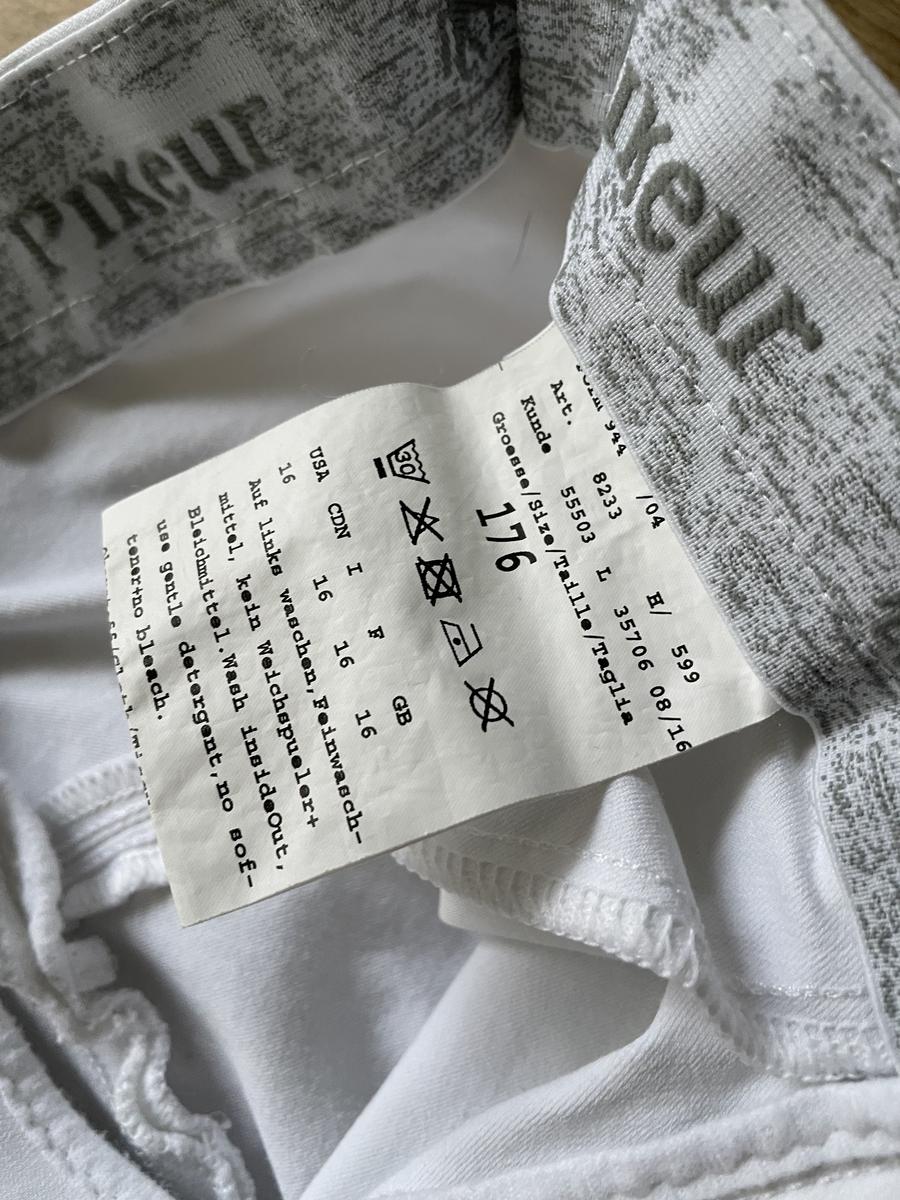 Pikeur
ikeur
944 /04 H/ 599
Art. 8233 L 35706 08/16
Kunde 55503
Groesse/Size/Taille/Taglia
176
30
USA CDN I F GB
16 16 16 16
Auf links waschen,Feinwasch-
mittel, kein Weichspueler+
Bleichmittel.Wash insideOut,
use gentle detergent,no sof-
tener+no bleach.